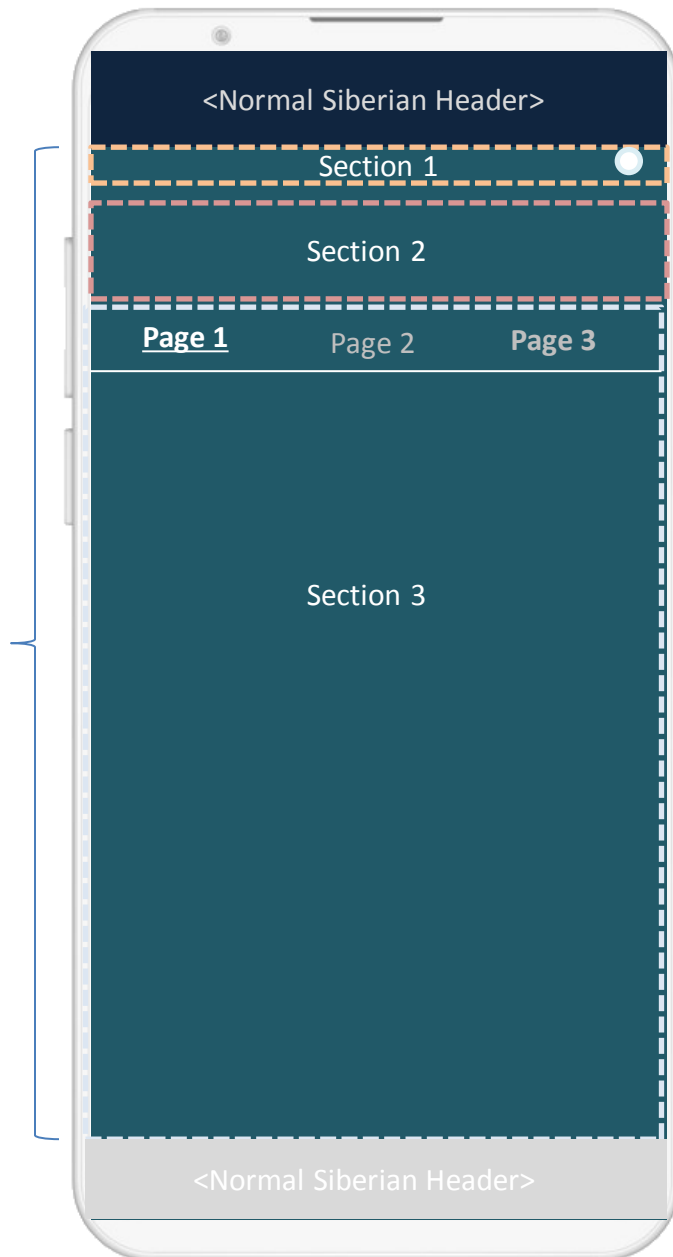 <Normal Siberian Header>
Section 1
Section 2
Page 1 Page 2 Page 3
Section 3
<Normal Siberian Header>